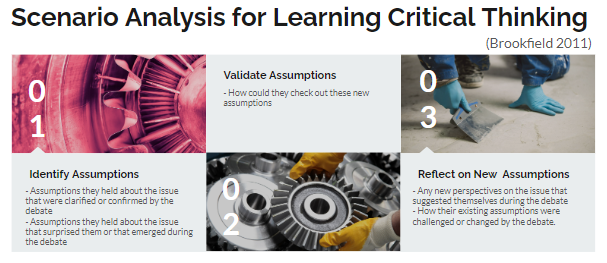 Scenario Analysis for Learning Critical Thinking
(Brookfield 2011)
0
1
Identify Assumptions
- Assumptions they held about the issue
that were clarified or confirmed by the
debate
- Assumptions they held about the issue
that surprised them or that emerged during
the debate
Validate Assumptions
- How could they check out these new
assumptions
0
2
0
3
Reflect on New Assumptions
- Any new perspectives on the issue that
suggested themselves during the debate
- How their existing assumptions were
challenged or changed by the debate.